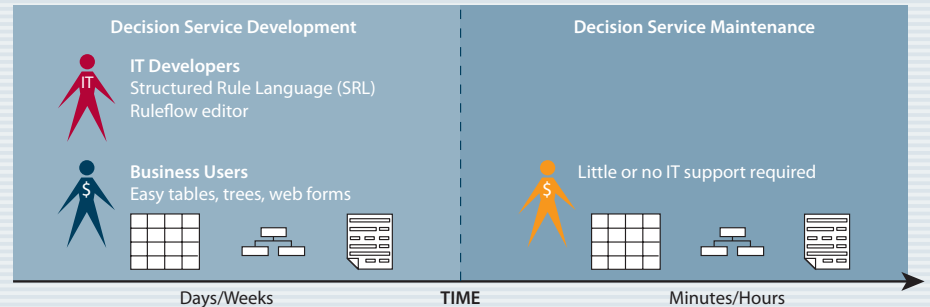 Decision Service Development
IT
IT Developers
Structured Rule Language (SRL)
Ruleflow editor
$
Business Users
Easy tables, trees, web forms
Decision Service Maintenance
$
Little or no IT support required
Days/Weeks
TIME
Minutes/Hours